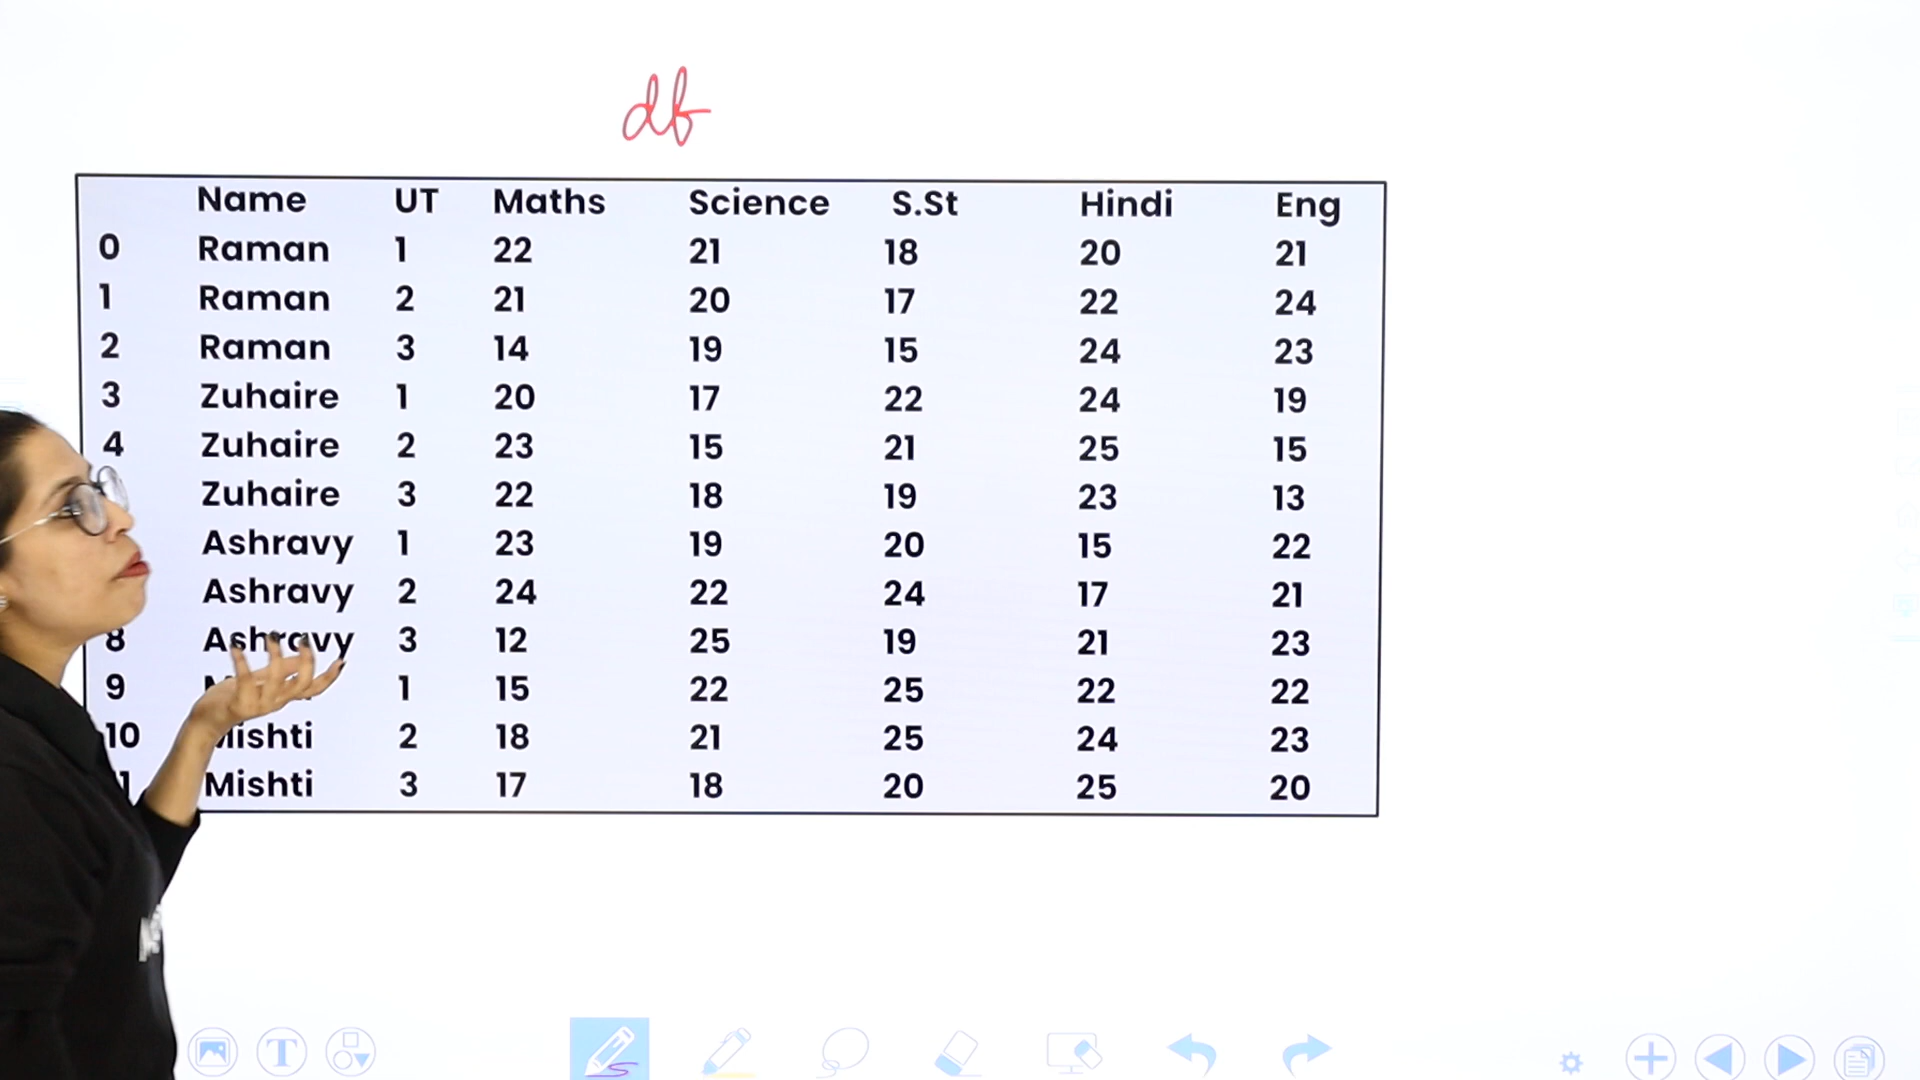 df
Name UT Maths Science S.St Hindi Eng
0 Raman 1 22 21 18 20 21
1 Raman 2 21 20 17 22 24
2 Raman 3 14 19 15 24 23
3 Zuhaire 1 20 17 22 24 19
4 Zuhaire 2 23 15 21 25 15
Zuhaire 3 22 18 19 23 13
Ashravy 1 23 19 20 15 22
Ashravy 2 24 22 24 17 21
8 Ashravy 3 12 25 19 21 23
9 1 15 22 25 22 22
10 Mishti 2 18 21 25 24 23
Mishti 3 17 18 20 25 20
T